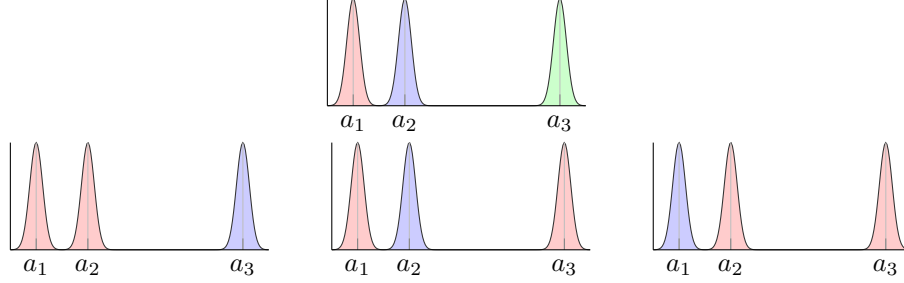 a₁ a₂ a₃
a₁ a₂ a₃ a₁ a₂ a₃ a₁ a₂ a₃